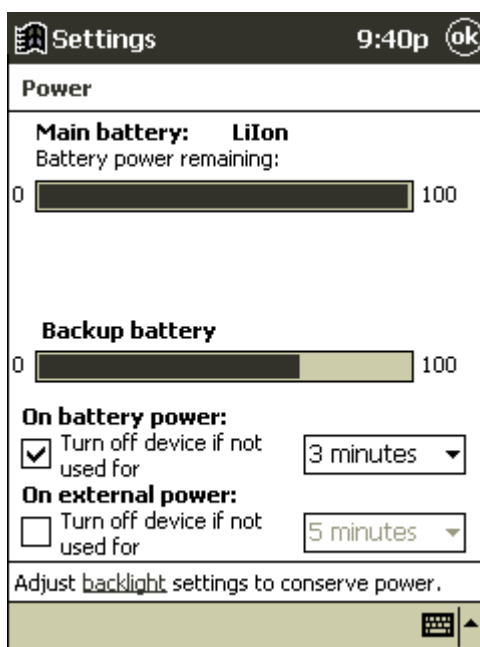 Settings 9:40p ok
Power
Main battery: LiIon
Battery power remaining:
0 100
Backup battery
0 100
On battery power:
Turn off device if not
used for
3 minutes
On external power:
Turn off device if not
used for
5 minutes
Adjust backlight settings to conserve power.